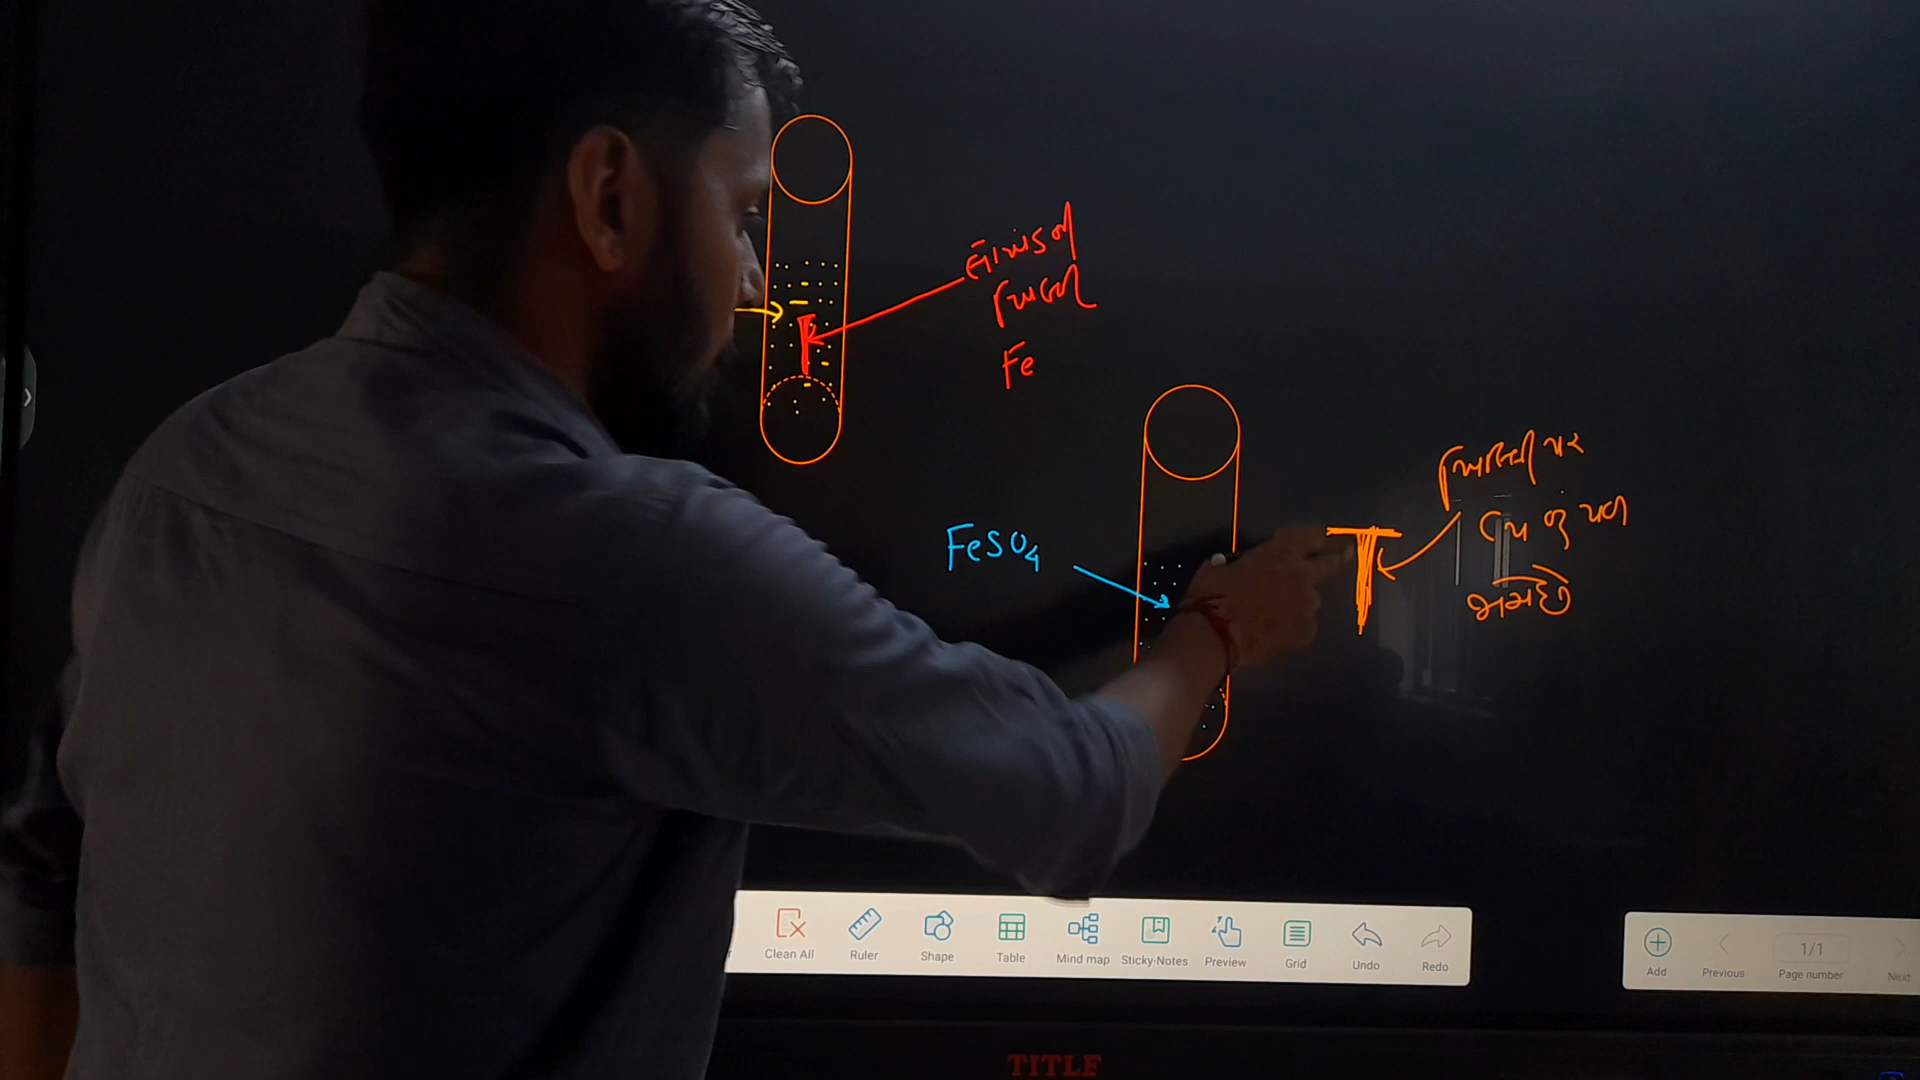 લોખંડની
ખીલી
Fe
FeSO4
ખીલી પર
Cu નું પડ
જામે છે
Clean All
Ruler
Shape
Table
Mind map
Sticky-Notes
Preview
Grid
Undo
Redo
Add
Previous
1/1
Page number
Next